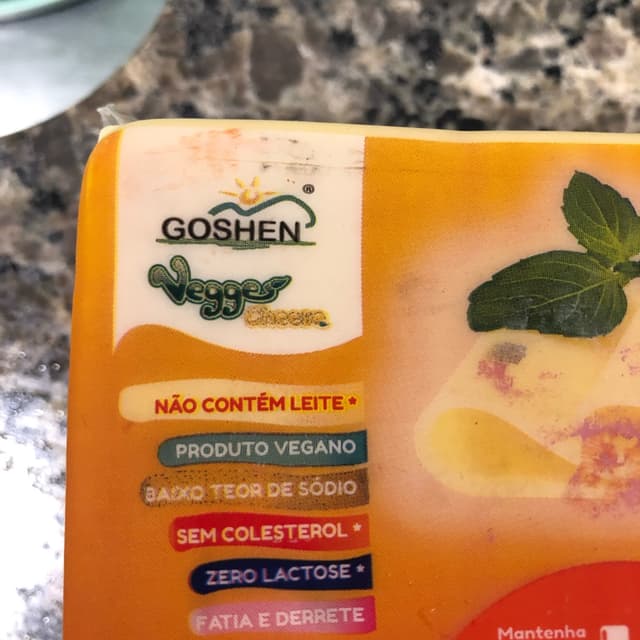 GOSHEN ®
Vegges
Cheese
NÃO CONTÉM LEITE *
PRODUTO VEGANO
BAIXO TEOR DE SÓDIO
SEM COLESTEROL *
ZERO LACTOSE *
FATIA E DERRETE
Mantenha